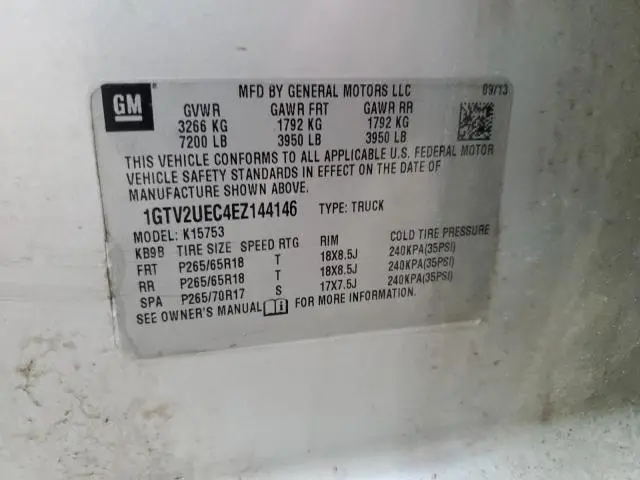 GM
MFD BY GENERAL MOTORS LLC 09/13
GVWR GAWR FRT GAWR RR
3266 KG 1792 KG 1792 KG
7200 LB 3950 LB 3950 LB
THIS VEHICLE CONFORMS TO ALL APPLICABLE U.S. FEDERAL MOTOR
VEHICLE SAFETY STANDARDS IN EFFECT ON THE DATE OF
MANUFACTURE SHOWN ABOVE.
1GTV2UEC4EZ144146 TYPE: TRUCK
MODEL: K15753
KB9B TIRE SIZE SPEED RTG RIM COLD TIRE PRESSURE
FRT P265/65R18 T 18X8.5J 240KPA(35PSI)
RR P265/65R18 T 18X8.5J 240KPA(35PSI)
SPA P265/70R17 S 17X7.5J 240KPA(35PSI)
SEE OWNER'S MANUAL FOR MORE INFORMATION.